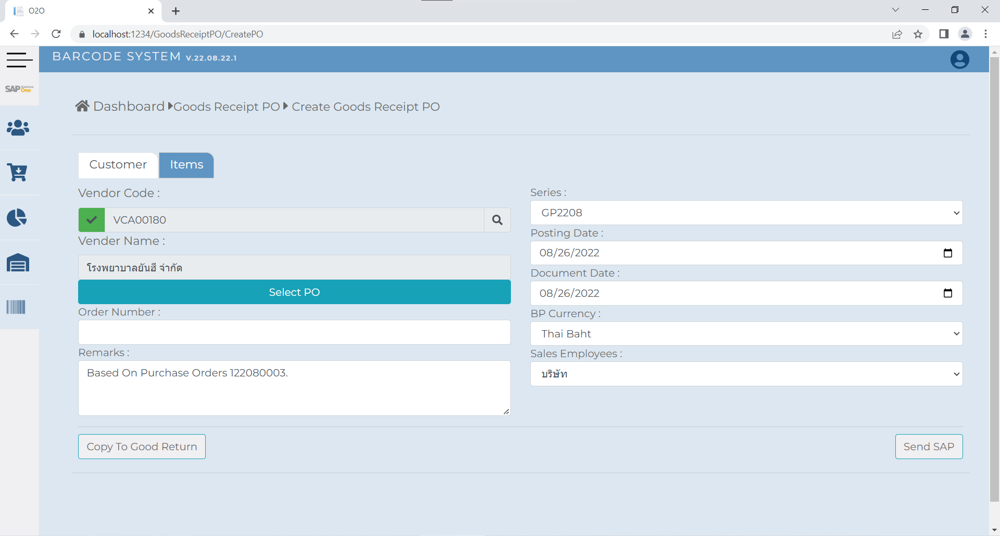 O2O
localhost:1234/GoodsReceiptPO/CreatePO
BARCODE SYSTEM V.22.08.22.1
SAP Business One
Dashboard Goods Receipt PO Create Goods Receipt PO
Customer Items
Vendor Code :
VCA00180
Vender Name :
โรงพยาบาลยันฮี จำกัด
Select PO
Order Number :
Remarks :
Based On Purchase Orders 122080003.
Series :
GP2208
Posting Date :
08/26/2022
Document Date :
08/26/2022
BP Currency :
Thai Baht
Sales Employees :
บริษัท
Copy To Good Return
Send SAP